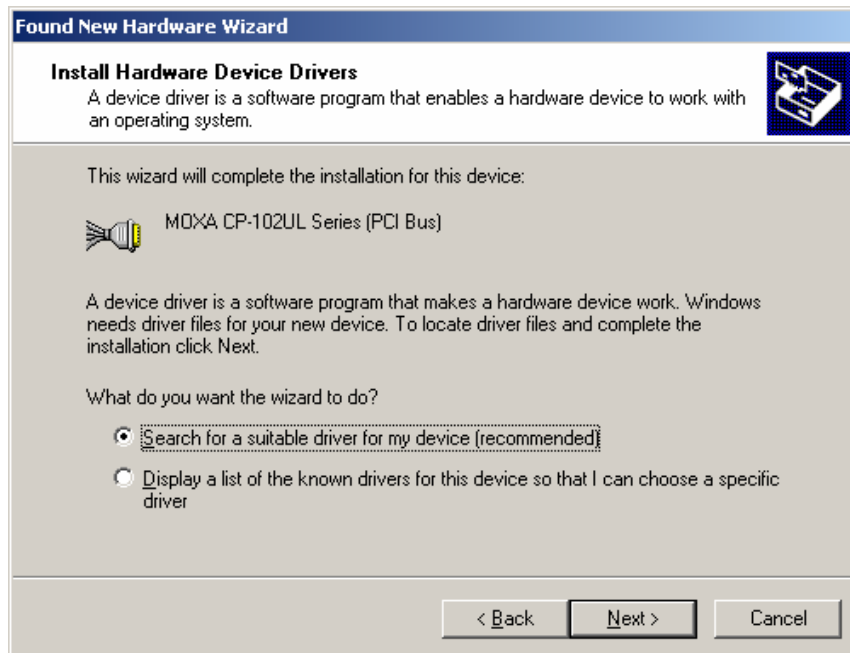 Found New Hardware Wizard
Install Hardware Device Drivers
A device driver is a software program that enables a hardware device to work with
an operating system.
This wizard will complete the installation for this device:
MOXA CP-102UL Series (PCI Bus)
A device driver is a software program that makes a hardware device work. Windows
needs driver files for your new device. To locate driver files and complete the
installation click Next.
What do you want the wizard to do?
Search for a suitable driver for my device (recommended)
Display a list of the known drivers for this device so that I can choose a specific
driver
< Back
Next >
Cancel